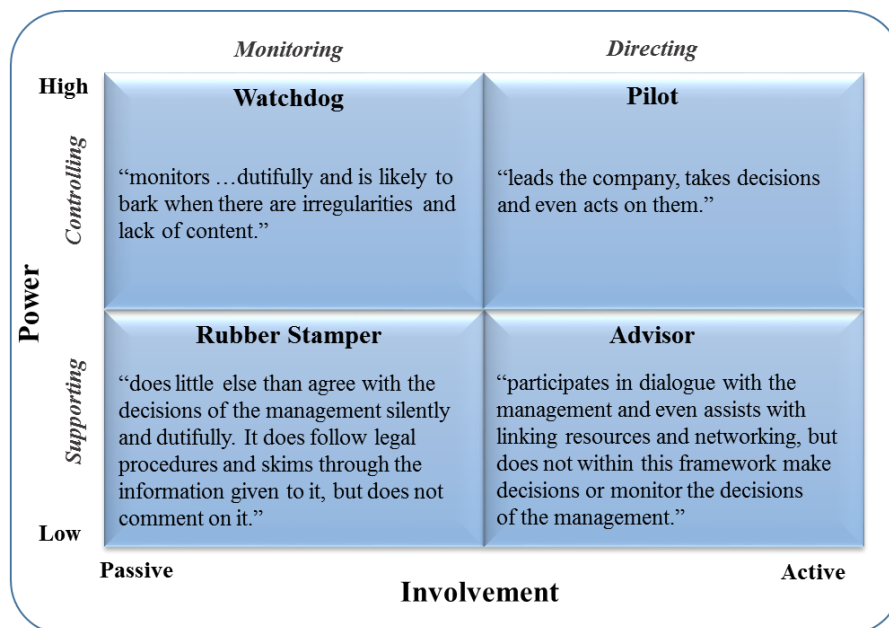 Monitoring
Directing
High
Watchdog
Pilot
Controlling
“monitors …dutifully and is likely to
bark when there are irregularities and
lack of content.”
“leads the company, takes decisions
and even acts on them.”
Power
Rubber Stamper
Advisor
Supporting
“does little else than agree with the
decisions of the management silently
and dutifully. It does follow legal
procedures and skims through the
information given to it, but does not
comment on it.”
“participates in dialogue with the
management and even assists with
linking resources and networking, but
does not within this framework make
decisions or monitor the decisions
of the management.”
Low
Passive
Active
Involvement